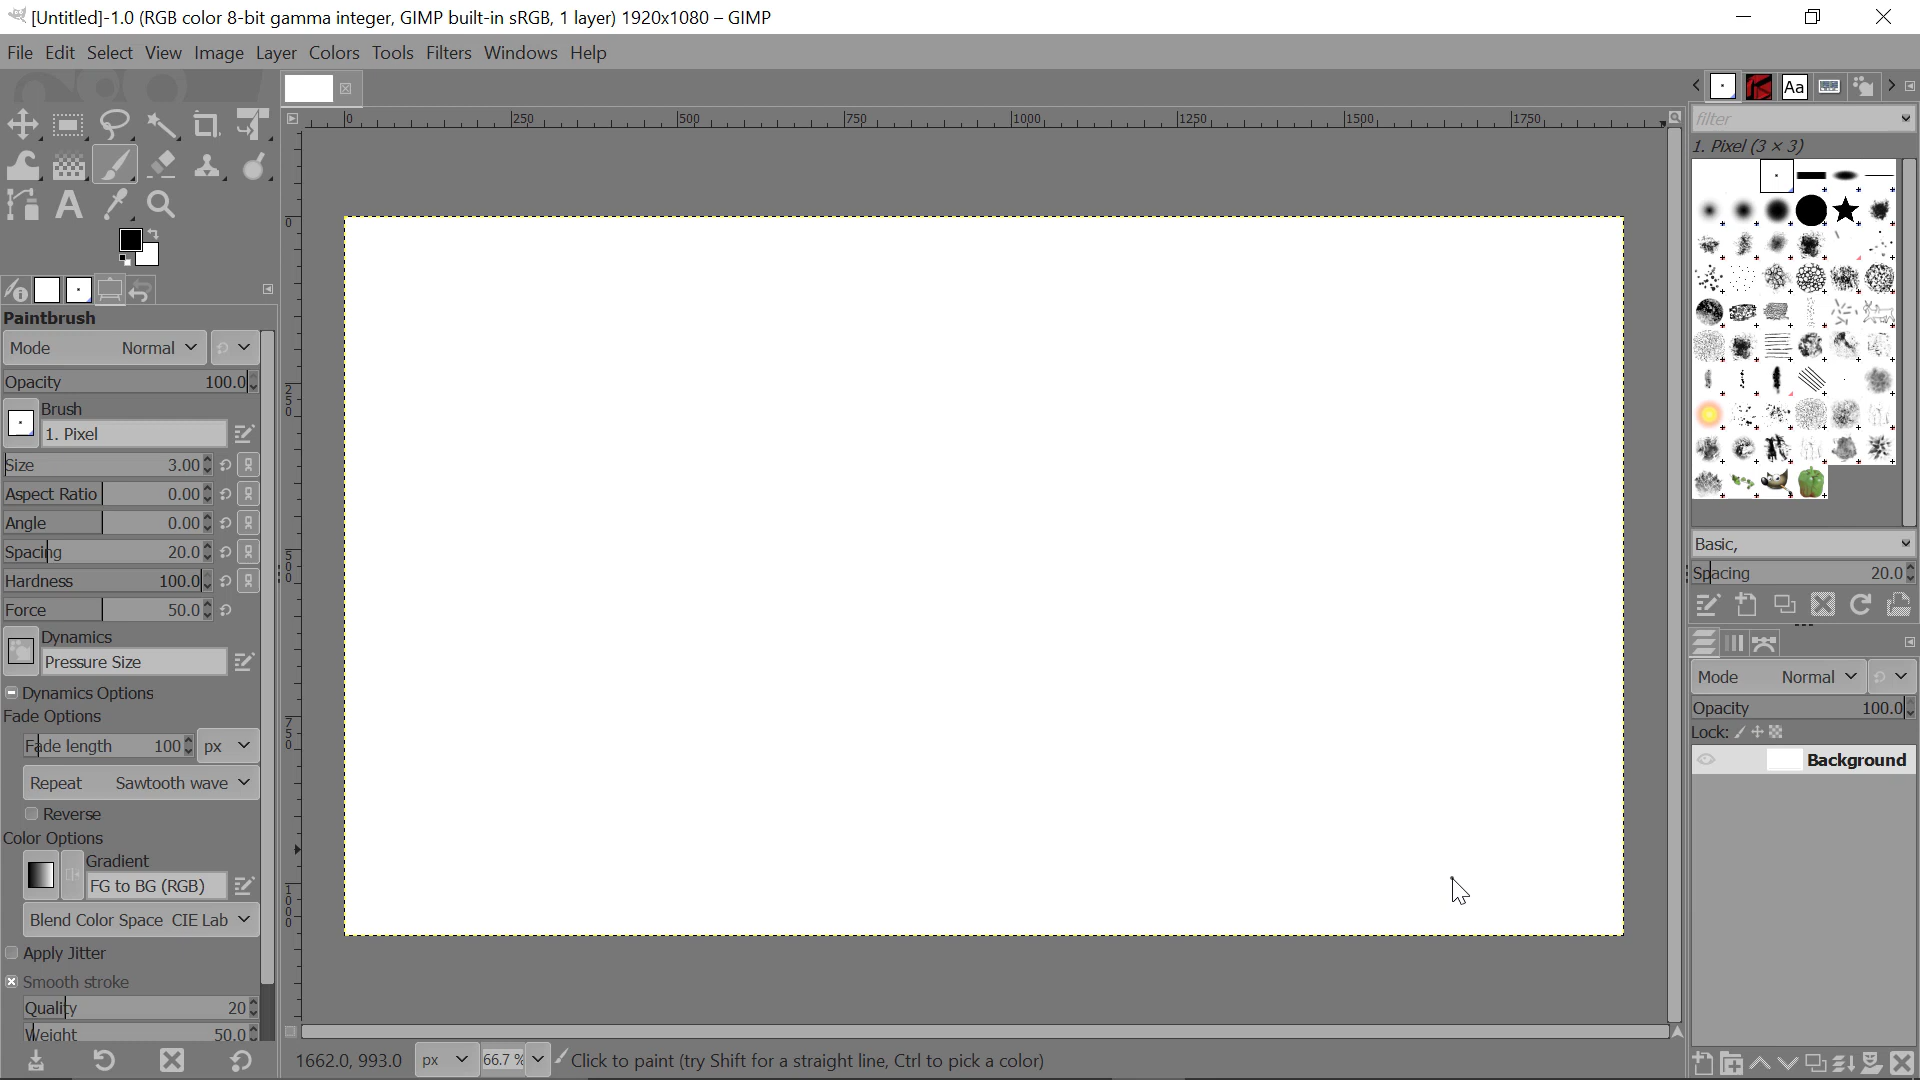 [Untitled]-1.0 (RGB color 8-bit gamma integer, GIMP built-in sRGB, 1 layer) 1920x1080 – GIMP
File Edit Select View Image Layer Colors Tools Filters Windows Help
0 250 500 750 1000 1250 1500 1750
Aa
filter
1. Pixel (3 × 3)
A
0
250
500
750
1000
Paintbrush
Mode Normal
Opacity 100.0
Brush
1. Pixel
Size 3.00
Aspect Ratio 0.00
Angle 0.00
Spacing 20.0
Hardness 100.0
Force 50.0
Dynamics
Pressure Size
Dynamics Options
Fade Options
Fade length 100 px
Repeat Sawtooth wave
Reverse
Color Options
Gradient
FG to BG (RGB)
Blend Color Space CIE Lab
Apply Jitter
Smooth stroke
Quality 20
Weight 50.0
Basic,
Spacing 20.0
Mode Normal
Opacity 100.0
Lock:
Background
1662.0, 993.0 px 66.7 % Click to paint (try Shift for a straight line, Ctrl to pick a color)